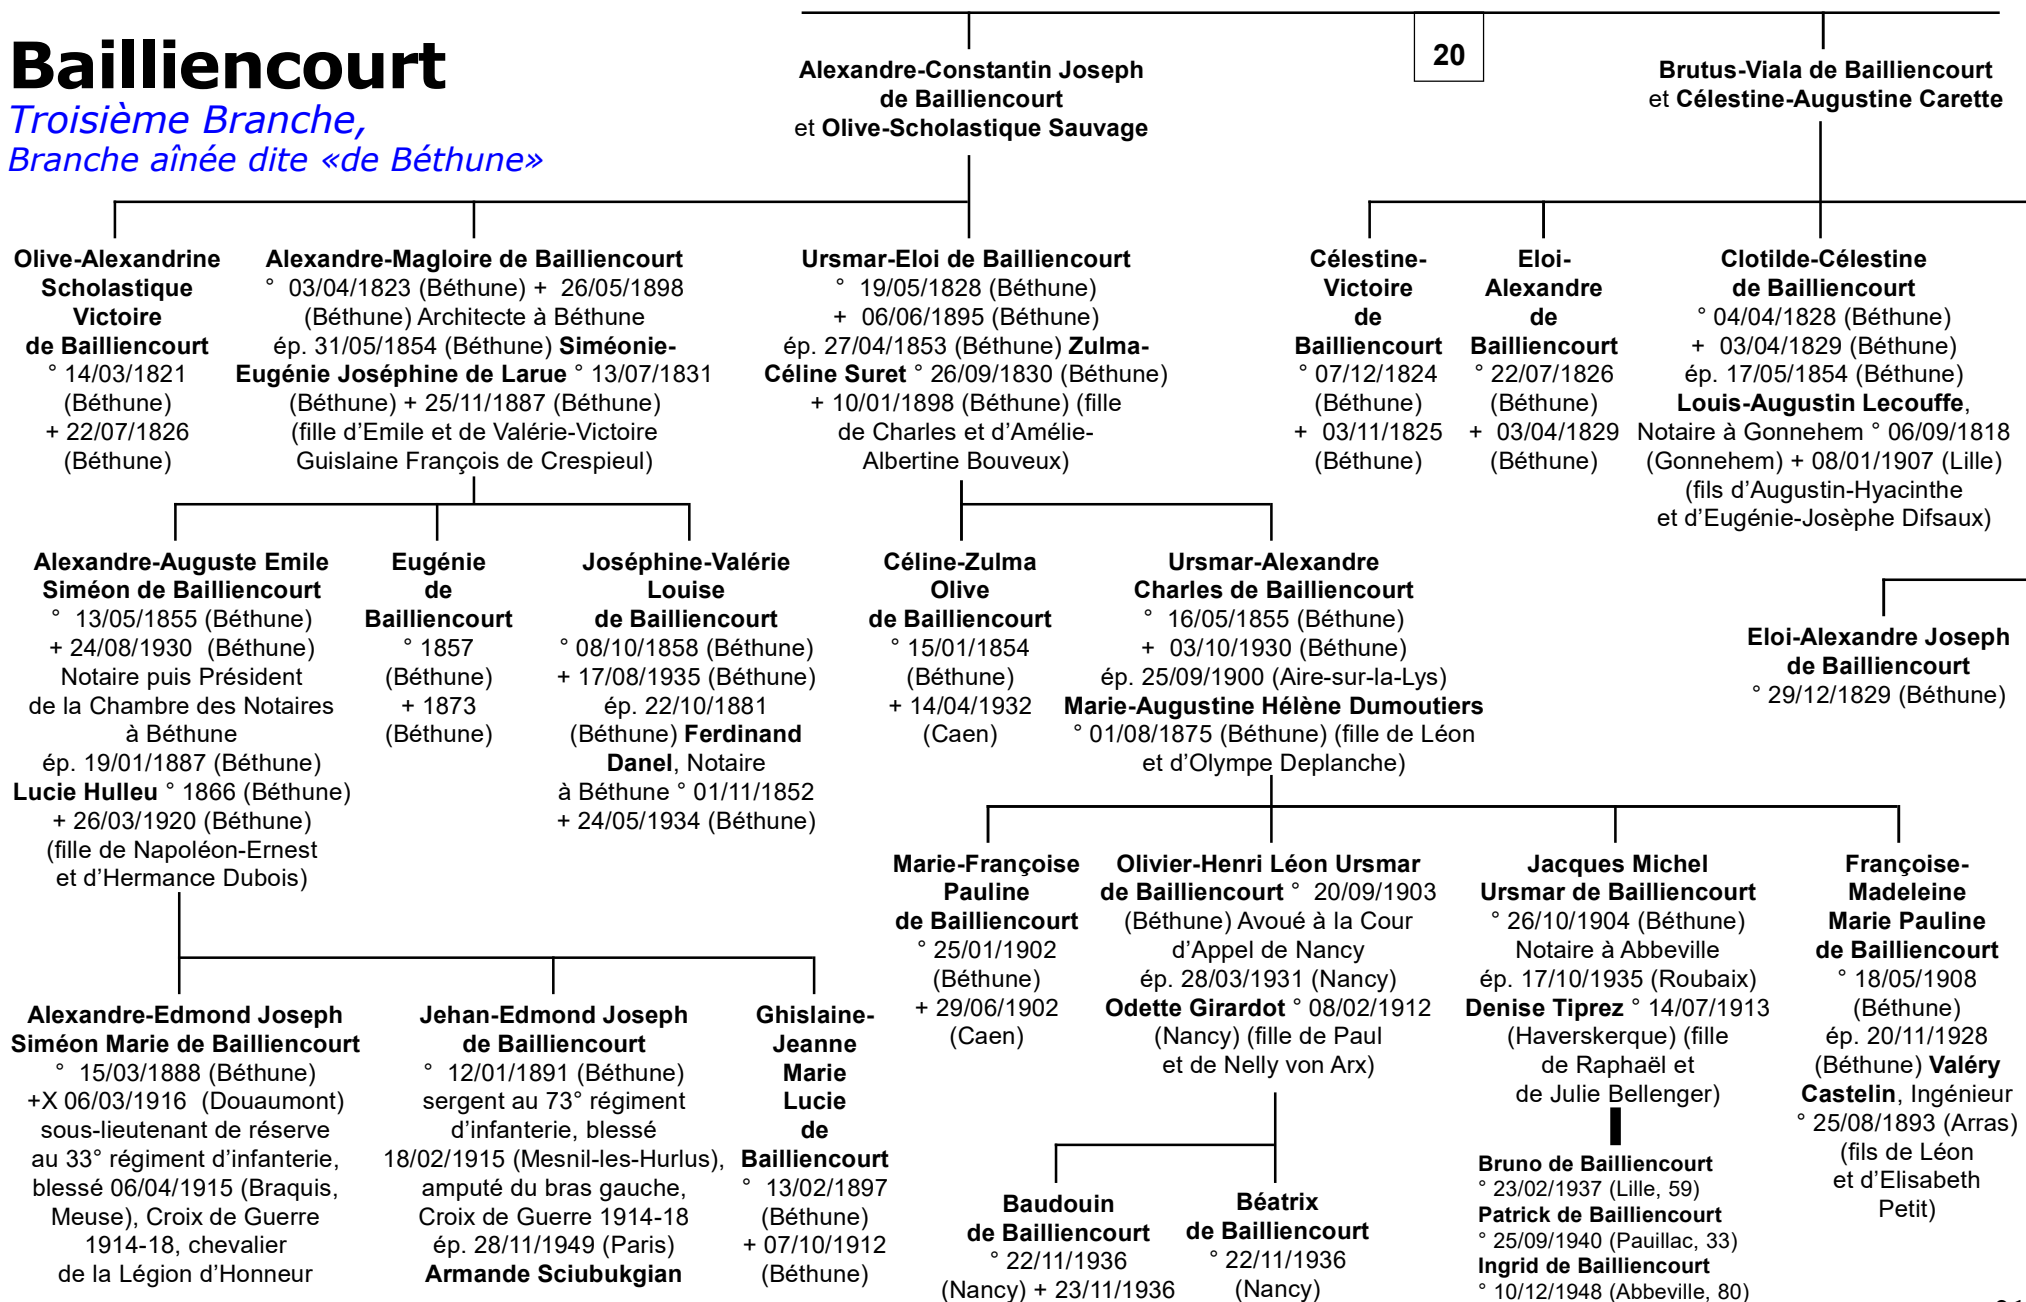 Bailliencourt
Troisième Branche,
Branche aînée dite «de Béthune»
20
Alexandre-Constantin Joseph
de Bailliencourt
et Olive-Scholastique Sauvage
Brutus-Viala de Bailliencourt
et Célestine-Augustine Carette
Olive-Alexandrine
Scholastique
Victoire
de Bailliencourt
° 14/03/1821
(Béthune)
+ 22/07/1826
(Béthune)
Alexandre-Magloire de Bailliencourt
° 03/04/1823 (Béthune) + 26/05/1898
(Béthune) Architecte à Béthune
ép. 31/05/1854 (Béthune) Siméonie-
Eugénie Joséphine de Larue ° 13/07/1831
(Béthune) + 25/11/1887 (Béthune)
(fille d’Emile et de Valérie-Victoire
Guislaine François de Crespieul)
Ursmar-Eloi de Bailliencourt
° 19/05/1828 (Béthune)
+ 06/06/1895 (Béthune)
ép. 27/04/1853 (Béthune) Zulma-
Céline Suret ° 26/09/1830 (Béthune)
+ 10/01/1898 (Béthune) (fille
de Charles et d’Amélie-
Albertine Bouveux)
Célestine-
Victoire
de
Bailliencourt
° 07/12/1824
(Béthune)
+ 03/11/1825
(Béthune)
Eloi-
Alexandre
de
Bailliencourt
° 22/07/1826
(Béthune)
+ 03/04/1829
(Béthune)
Clotilde-Célestine
de Bailliencourt
° 04/04/1828 (Béthune)
+ 03/04/1829 (Béthune)
ép. 17/05/1854 (Béthune)
Louis-Augustin Lecouffe,
Notaire à Gonnehem ° 06/09/1818
(Gonnehem) + 08/01/1907 (Lille)
(fils d’Augustin-Hyacinthe
et d’Eugénie-Josèphe Difsaux)
Alexandre-Auguste Emile
Siméon de Bailliencourt
° 13/05/1855 (Béthune)
+ 24/08/1930 (Béthune)
Notaire puis Président
de la Chambre des Notaires
à Béthune
ép. 19/01/1887 (Béthune)
Lucie Hulleu ° 1866 (Béthune)
+ 26/03/1920 (Béthune)
(fille de Napoléon-Ernest
et d’Hermance Dubois)
Eugénie
de
Bailliencourt
° 1857
(Béthune)
+ 1873
(Béthune)
Joséphine-Valérie
Louise
de Bailliencourt
° 08/10/1858 (Béthune)
+ 17/08/1935 (Béthune)
ép. 22/10/1881
(Béthune) Ferdinand
Danel, Notaire
à Béthune ° 01/11/1852
+ 24/05/1934 (Béthune)
Céline-Zulma
Olive
de Bailliencourt
° 15/01/1854
(Béthune)
+ 14/04/1932
(Caen)
Ursmar-Alexandre
Charles de Bailliencourt
° 16/05/1855 (Béthune)
+ 03/10/1930 (Béthune)
ép. 25/09/1900 (Aire-sur-la-Lys)
Marie-Augustine Hélène Dumoutiers
° 01/08/1875 (Béthune) (fille de Léon
et d’Olympe Deplanche)
Eloi-Alexandre Joseph
de Bailliencourt
° 29/12/1829 (Béthune)
Marie-Françoise
Pauline
de Bailliencourt
° 25/01/1902
(Béthune)
+ 29/06/1902
(Caen)
Olivier-Henri Léon Ursmar
de Bailliencourt ° 20/09/1903
(Béthune) Avoué à la Cour
d’Appel de Nancy
ép. 28/03/1931 (Nancy)
Odette Girardot ° 08/02/1912
(Nancy) (fille de Paul
et de Nelly von Arx)
Jacques Michel
Ursmar de Bailliencourt
° 26/10/1904 (Béthune)
Notaire à Abbeville
ép. 17/10/1935 (Roubaix)
Denise Tiprez ° 14/07/1913
(Haverskerque) (fille
de Raphaël et
de Julie Bellenger)
Françoise-
Madeleine
Marie Pauline
de Bailliencourt
° 18/05/1908
(Béthune)
ép. 20/11/1928
(Béthune) Valéry
Castelin, Ingénieur
° 25/08/1893 (Arras)
(fils de Léon
et d’Elisabeth
Petit)
Alexandre-Edmond Joseph
Siméon Marie de Bailliencourt
° 15/03/1888 (Béthune)
+X 06/03/1916 (Douaumont)
sous-lieutenant de réserve
au 33° régiment d’infanterie,
blessé 06/04/1915 (Braquis,
Meuse), Croix de Guerre
1914-18, chevalier
de la Légion d’Honneur
Jehan-Edmond Joseph
de Bailliencourt
° 12/01/1891 (Béthune)
sergent au 73° régiment
d’infanterie, blessé
18/02/1915 (Mesnil-les-Hurlus),
amputé du bras gauche,
Croix de Guerre 1914-18
ép. 28/11/1949 (Paris)
Armande Sciubukgian
Ghislaine-
Jeanne
Marie
Lucie
de
Bailliencourt
° 13/02/1897
(Béthune)
+ 07/10/1912
(Béthune)
Baudouin
de Bailliencourt
° 22/11/1936
(Nancy) + 23/11/1936
Béatrix
de Bailliencourt
° 22/11/1936
(Nancy)
Bruno de Bailliencourt
° 23/02/1937 (Lille, 59)
Patrick de Bailliencourt
° 25/09/1940 (Pauillac, 33)
Ingrid de Bailliencourt
° 10/12/1948 (Abbeville, 80)